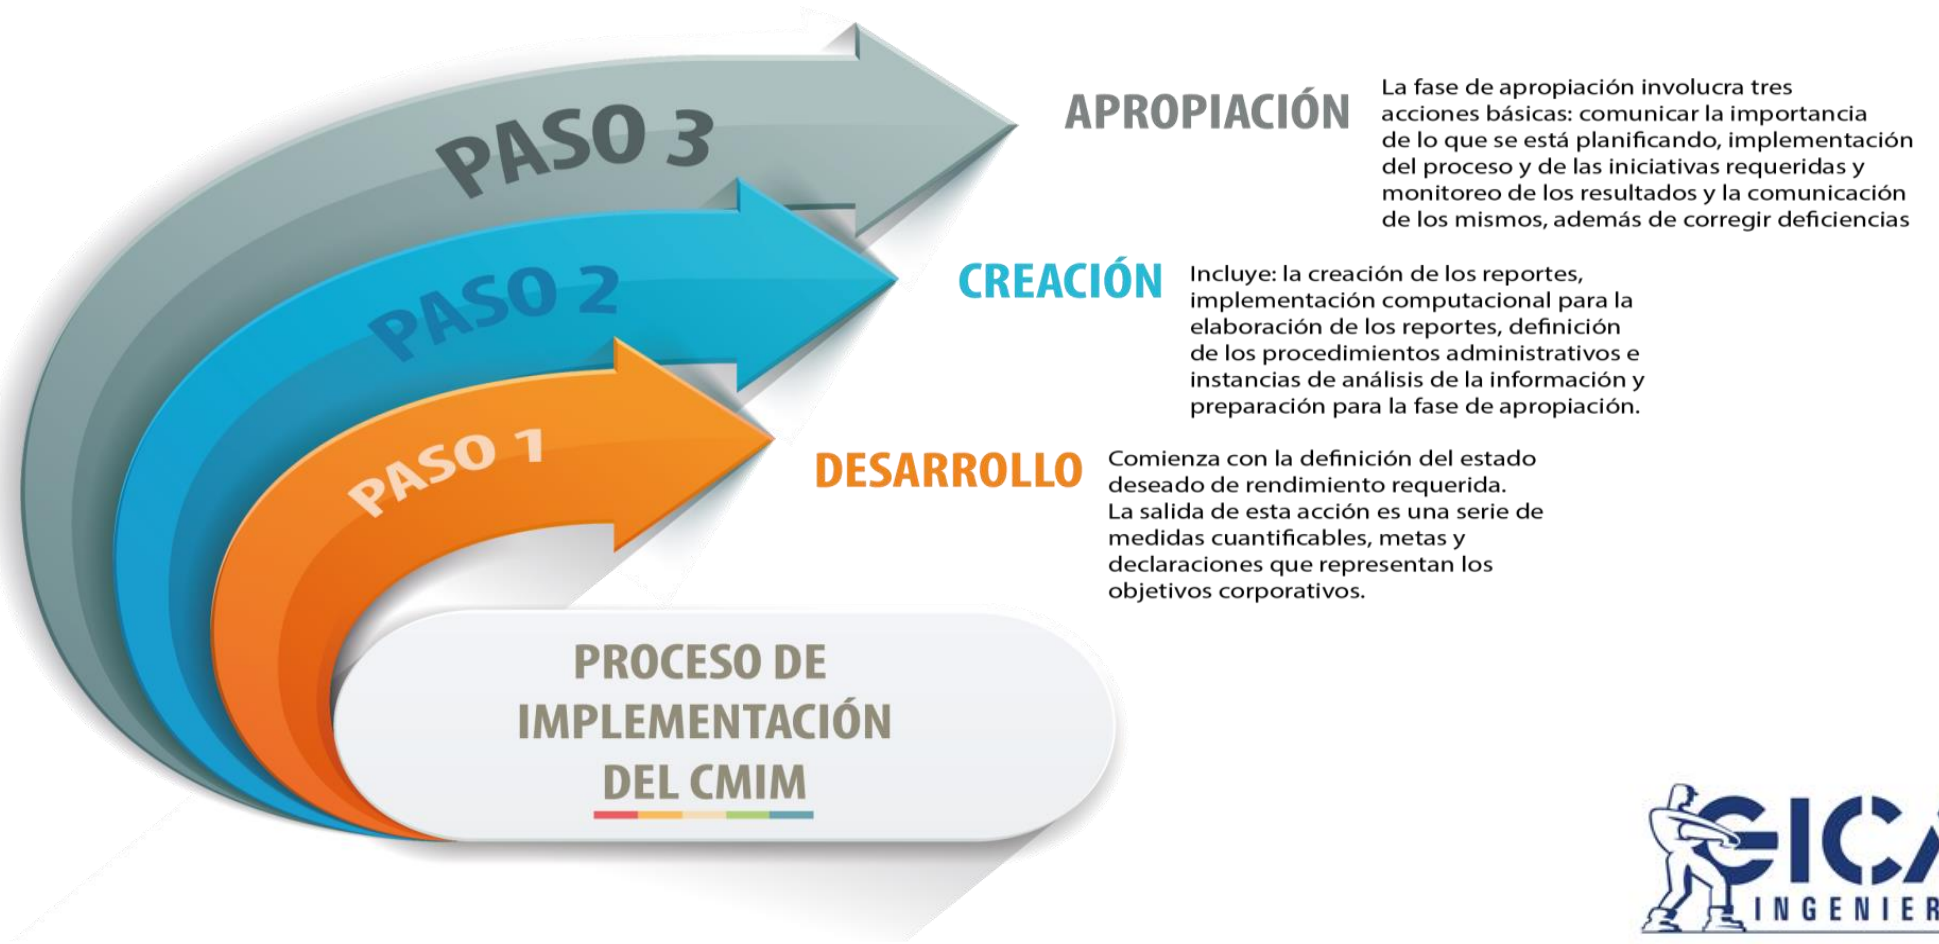 PASO 3
APROPIACIÓN
La fase de apropiación involucra tres
acciones básicas: comunicar la importancia
de lo que se está planificando, implementación
del proceso y de las iniciativas requeridas y
monitoreo de los resultados y la comunicación
de los mismos, además de corregir deficiencias
PASO 2
CREACIÓN
Incluye: la creación de los reportes,
implementación computacional para la
elaboración de los reportes, definición
de los procedimientos administrativos e
instancias de análisis de la información y
preparación para la fase de apropiación.
PASO 1
DESARROLLO
Comienza con la definición del estado
deseado de rendimiento requerida.
La salida de esta acción es una serie de
medidas cuantificables, metas y
declaraciones que representan los
objetivos corporativos.
PROCESO DE
IMPLEMENTACIÓN
DEL CMIM
GICA
INGENIER